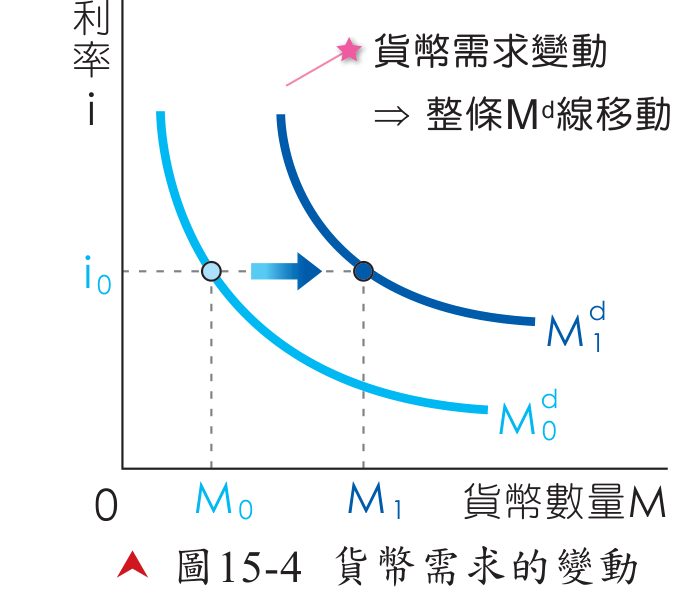 利率i
★貨幣需求變動
⇒ 整條Mᵈ線移動
i₀
M₁ᵈ
M₀ᵈ
0 M₀ M₁ 貨幣數量M
圖15-4 貨幣需求的變動